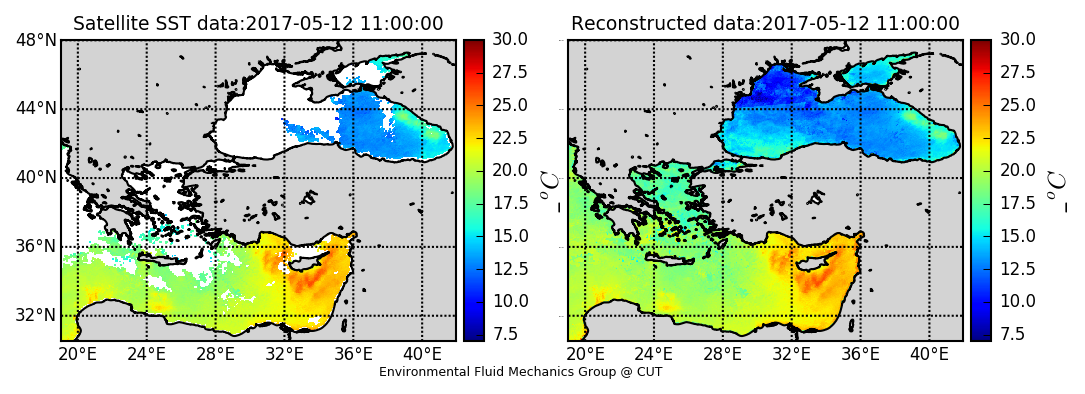 Satellite SST data:2017-05-12 11:00:00
48°N
44°N
40°N
36°N
32°N
20°E 24°E 28°E 32°E 36°E 40°E
30.0
27.5
25.0
22.5
20.0
17.5
15.0
12.5
10.0
7.5
_°C
Reconstructed data:2017-05-12 11:00:00
20°E 24°E 28°E 32°E 36°E 40°E
30.0
27.5
25.0
22.5
20.0
17.5
15.0
12.5
10.0
7.5
_°C
Environmental Fluid Mechanics Group @ CUT